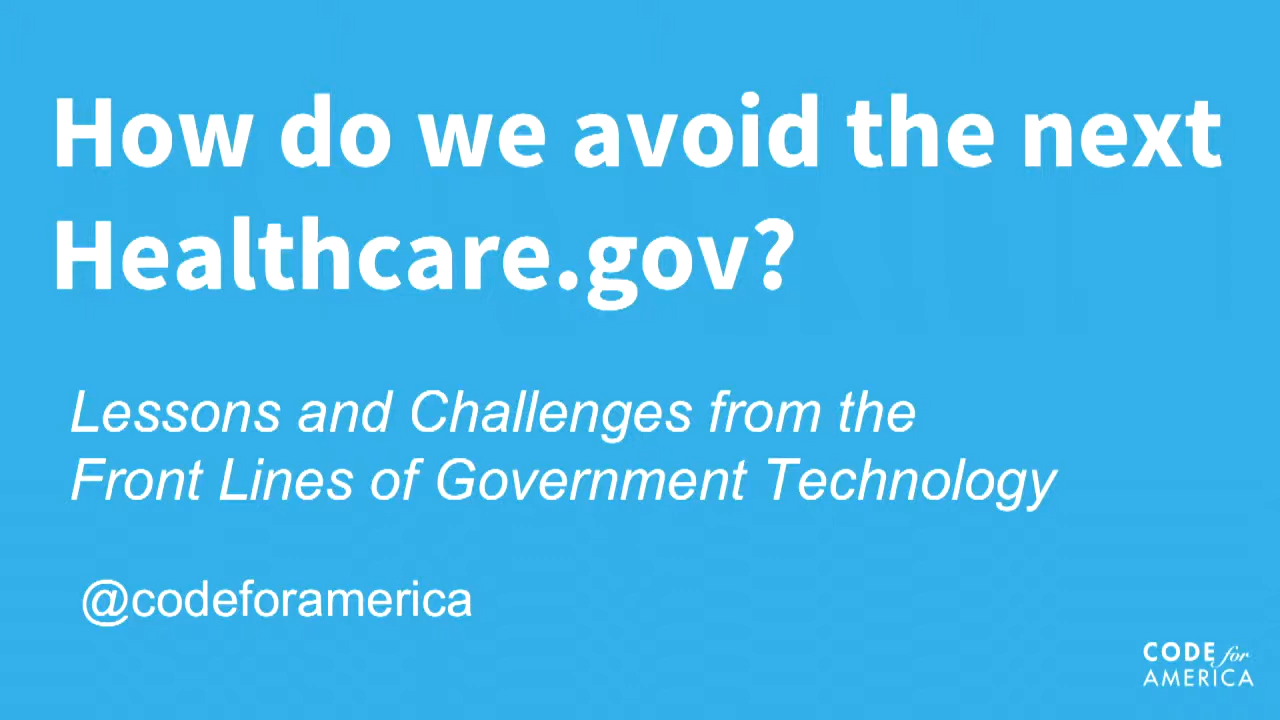 How do we avoid the next
Healthcare.gov?
Lessons and Challenges from the
Front Lines of Government Technology
@codeforamerica
CODE for
AMERICA